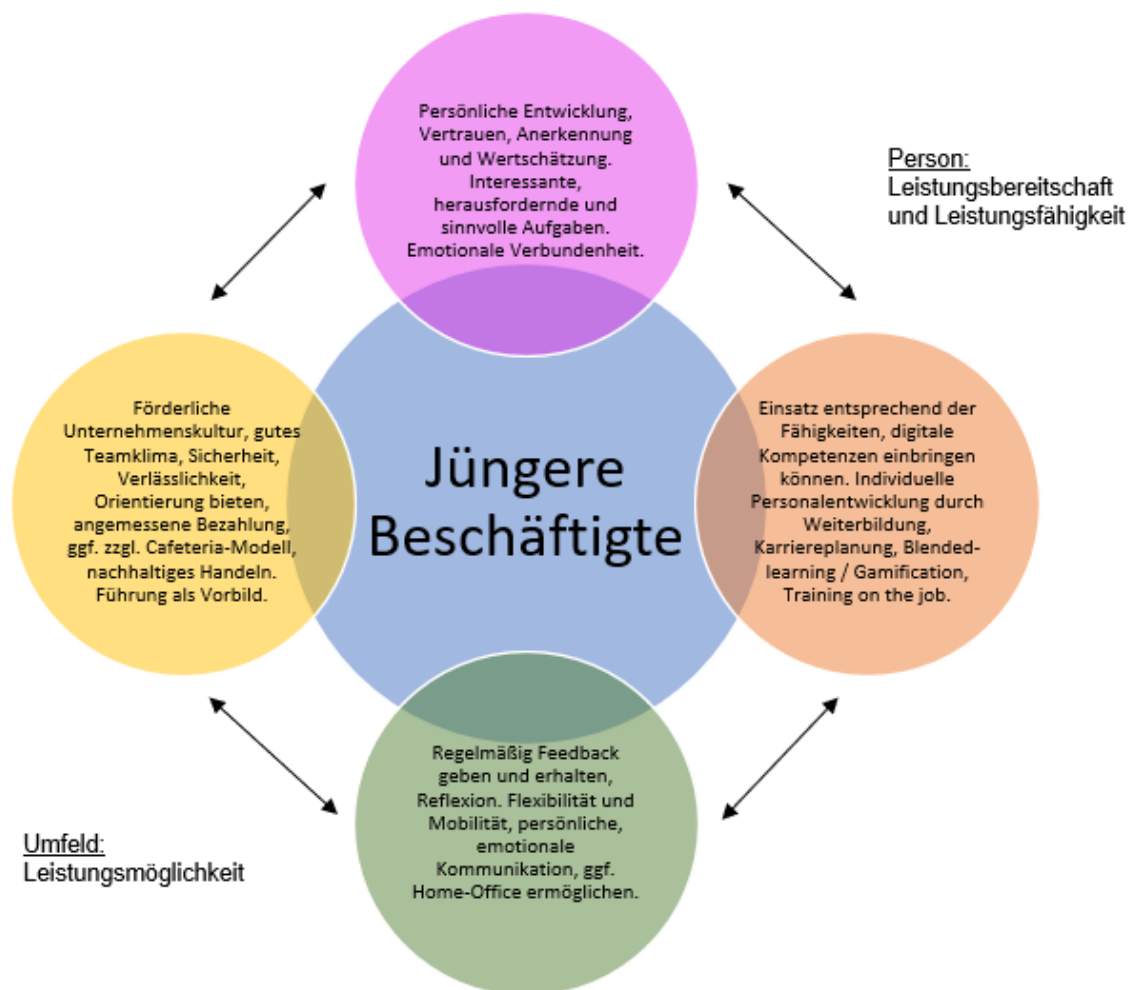 Persönliche Entwicklung,
Vertrauen, Anerkennung
und Wertschätzung.
Interessante,
herausfordernde und
sinnvolle Aufgaben.
Emotionale Verbundenheit.
Person:
Leistungsbereitschaft
und Leistungsfähigkeit
Förderliche
Unternehmenskultur, gutes
Teamklima, Sicherheit,
Verlässlichkeit,
Orientierung bieten,
angemessene Bezahlung,
ggf. zzgl. Cafeteria-Modell,
nachhaltiges Handeln.
Führung als Vorbild.
Jüngere
Beschäftigte
Einsatz entsprechend der
Fähigkeiten, digitale
Kompetenzen einbringen
können. Individuelle
Personalentwicklung durch
Weiterbildung,
Karriereplanung, Blended-
learning / Gamification,
Training on the job.
Regelmäßig Feedback
geben und erhalten,
Reflexion. Flexibilität und
Mobilität, persönliche,
emotionale
Kommunikation, ggf.
Home-Office ermöglichen.
Umfeld:
Leistungsmöglichkeit